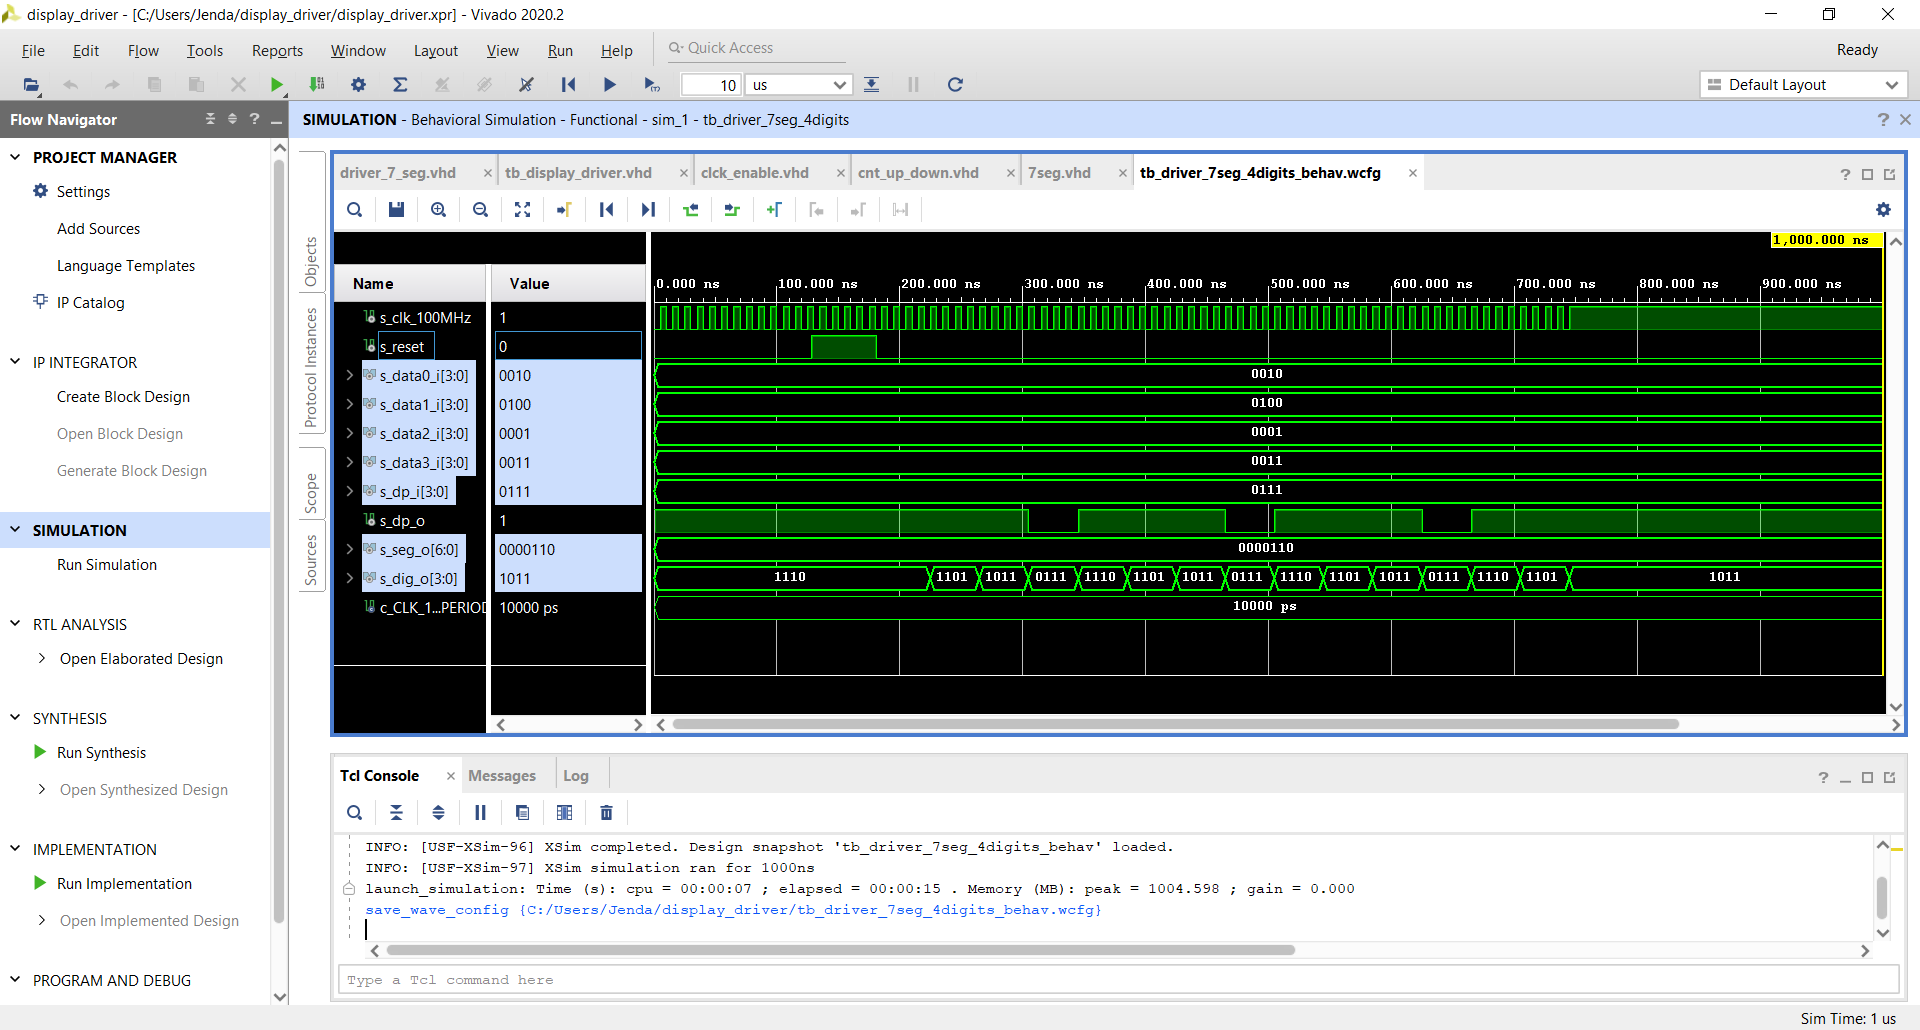 display_driver - [C:/Users/Jenda/display_driver/display_driver.xpr] - Vivado 2020.2
File Edit Flow Tools Reports Window Layout View Run Help Quick Access Ready
10 us Default Layout
Flow Navigator
PROJECT MANAGER
Settings
Add Sources
Language Templates
IP Catalog
IP INTEGRATOR
Create Block Design
Open Block Design
Generate Block Design
SIMULATION
Run Simulation
RTL ANALYSIS
Open Elaborated Design
SYNTHESIS
Run Synthesis
Open Synthesized Design
IMPLEMENTATION
Run Implementation
Open Implemented Design
PROGRAM AND DEBUG
SIMULATION - Behavioral Simulation - Functional - sim_1 - tb_driver_7seg_4digits
Objects
Protocol Instances
Scope
Sources
driver_7_seg.vhd tb_display_driver.vhd clck_enable.vhd cnt_up_down.vhd 7seg.vhd tb_driver_7seg_4digits_behav.wcfg
1,000.000 ns
Name Value 0.000 ns 100.000 ns 200.000 ns 300.000 ns 400.000 ns 500.000 ns 600.000 ns 700.000 ns 800.000 ns 900.000 ns
s_clk_100MHz 1
s_reset 0
s_data0_i[3:0] 0010 0010
s_data1_i[3:0] 0100 0100
s_data2_i[3:0] 0001 0001
s_data3_i[3:0] 0011 0011
s_dp_i[3:0] 0111 0111
s_dp_o 1
s_seg_o[6:0] 0000110 0000110
s_dig_o[3:0] 1011 1110 1101 1011 0111 1110 1101 1011 0111 1110 1101 1011 0111 1110 1101 1011
c_CLK_1...PERIOD 10000 ps 10000 ps
Tcl Console Messages Log
INFO: [USF-XSim-96] XSim completed. Design snapshot 'tb_driver_7seg_4digits_behav' loaded.
INFO: [USF-XSim-97] XSim simulation ran for 1000ns
launch_simulation: Time (s): cpu = 00:00:07 ; elapsed = 00:00:15 . Memory (MB): peak = 1004.598 ; gain = 0.000
save_wave_config {C:/Users/Jenda/display_driver/tb_driver_7seg_4digits_behav.wcfg}
Type a Tcl command here
Sim Time: 1 us